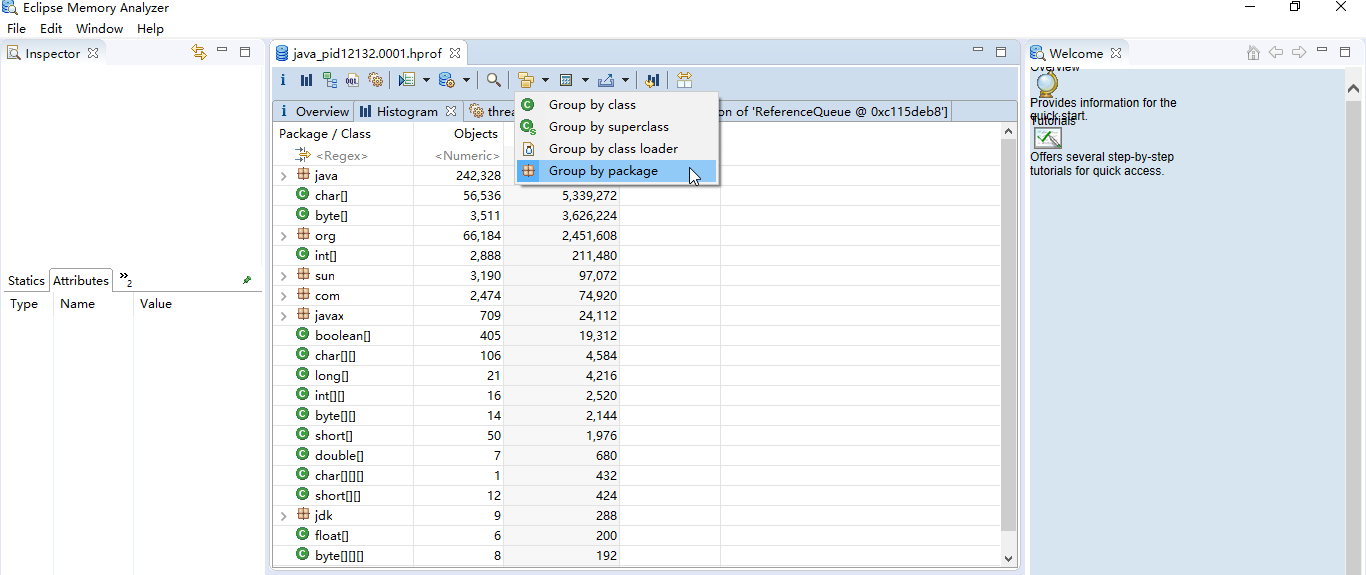 Eclipse Memory Analyzer
File Edit Window Help
Inspector
Statics Attributes »2
Type Name Value
java_pid12132.0001.hprof
i Overview Histogram on of 'ReferenceQueue @ 0xc115deb8']
Group by class
Group by superclass
Group by class loader
Group by package
Package / Class Objects
<Regex> <Numeric>
java 242,328
char[] 56,536 5,339,272
byte[] 3,511 3,626,224
org 66,184 2,451,608
int[] 2,888 211,480
sun 3,190 97,072
com 2,474 74,920
javax 709 24,112
boolean[] 405 19,312
char[][] 106 4,584
long[] 21 4,216
int[][] 16 2,520
byte[][] 14 2,144
short[] 50 1,976
double[] 7 680
char[][][] 1 432
short[][] 12 424
jdk 9 288
float[] 6 200
byte[][][] 8 192
Welcome
Overview
Provides information for the
quick start.
Tutorials
Offers several step-by-step
tutorials for quick access.